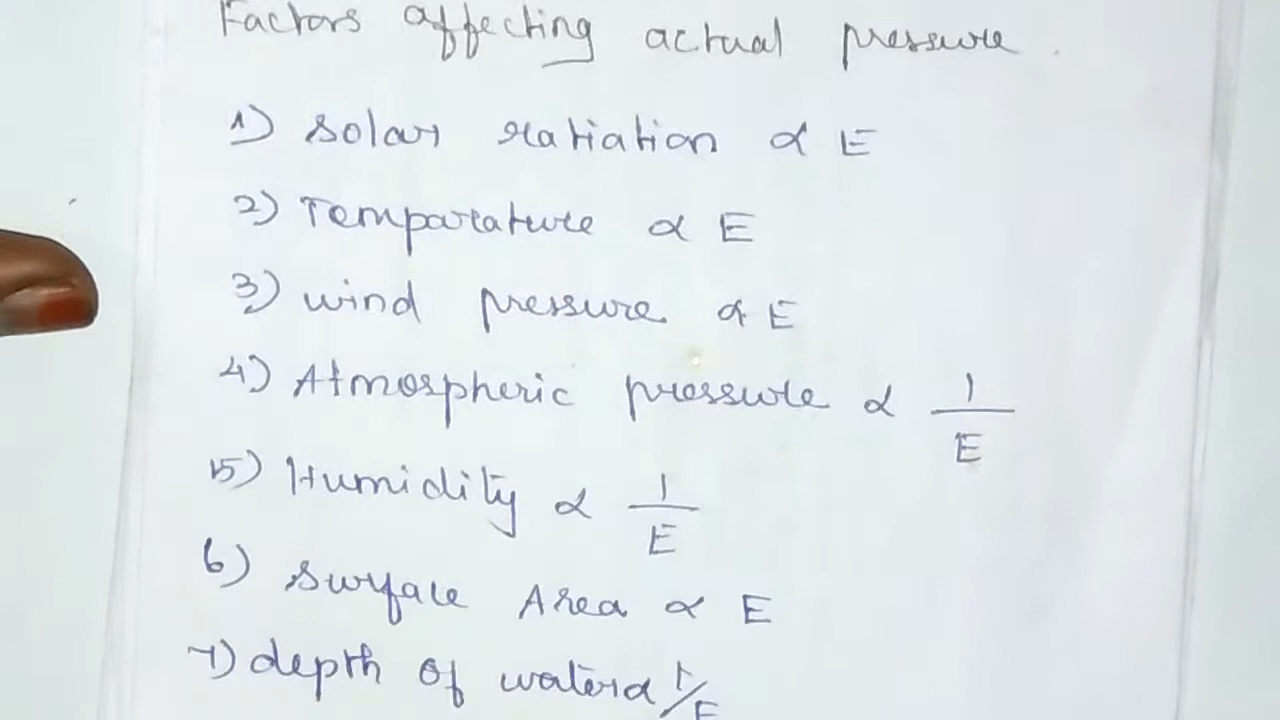 Factors affecting actual pressure.
1) Solar ratiation ∝ E
2) Temparature ∝ E
3) wind pressure ∝ E
4) Atmospheric pressure ∝ 1/E
5) Humidity ∝ 1/E
6) Surface Area ∝ E
7) depth of water ∝ 1/E